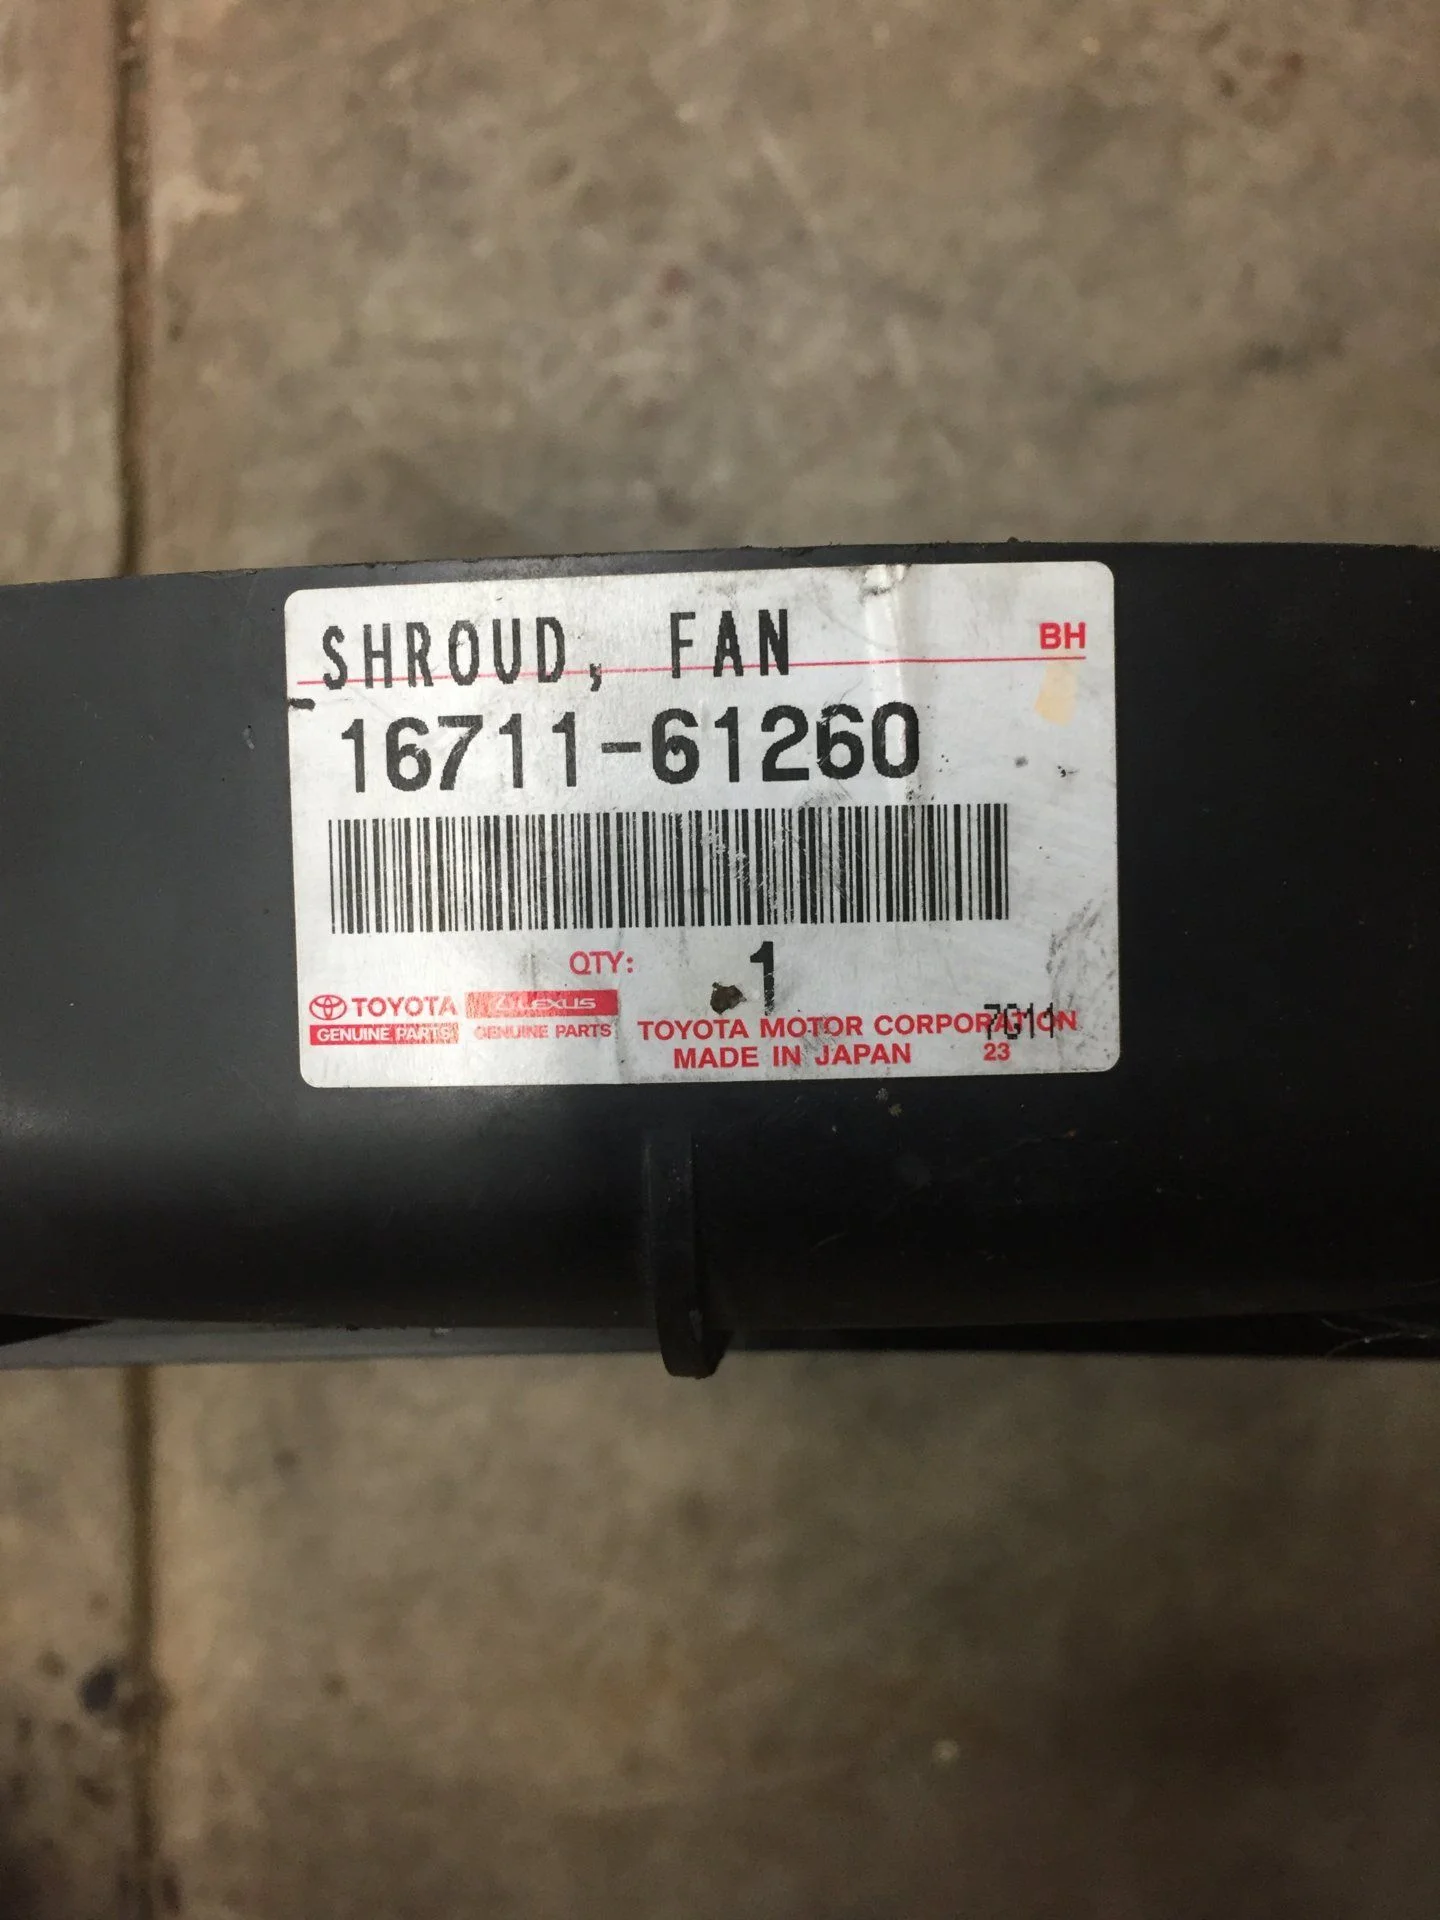 SHROUD, FAN
BH
16711-61260
QTY: 1
TOYOTA LEXUS
GENUINE PARTS GENUINE PARTS
TOYOTA MOTOR CORPORATION 7G11
MADE IN JAPAN 23